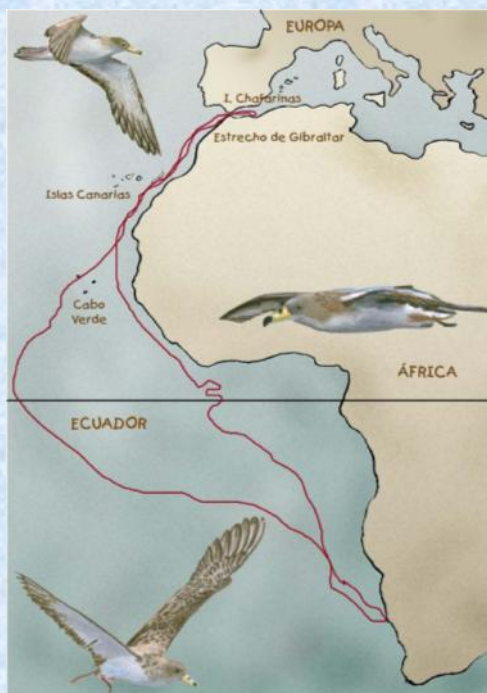 EUROPA
I. Chafarinas
Estrecho de Gibraltar
Islas Canarias
Cabo
Verde
ÁFRICA
ECUADOR